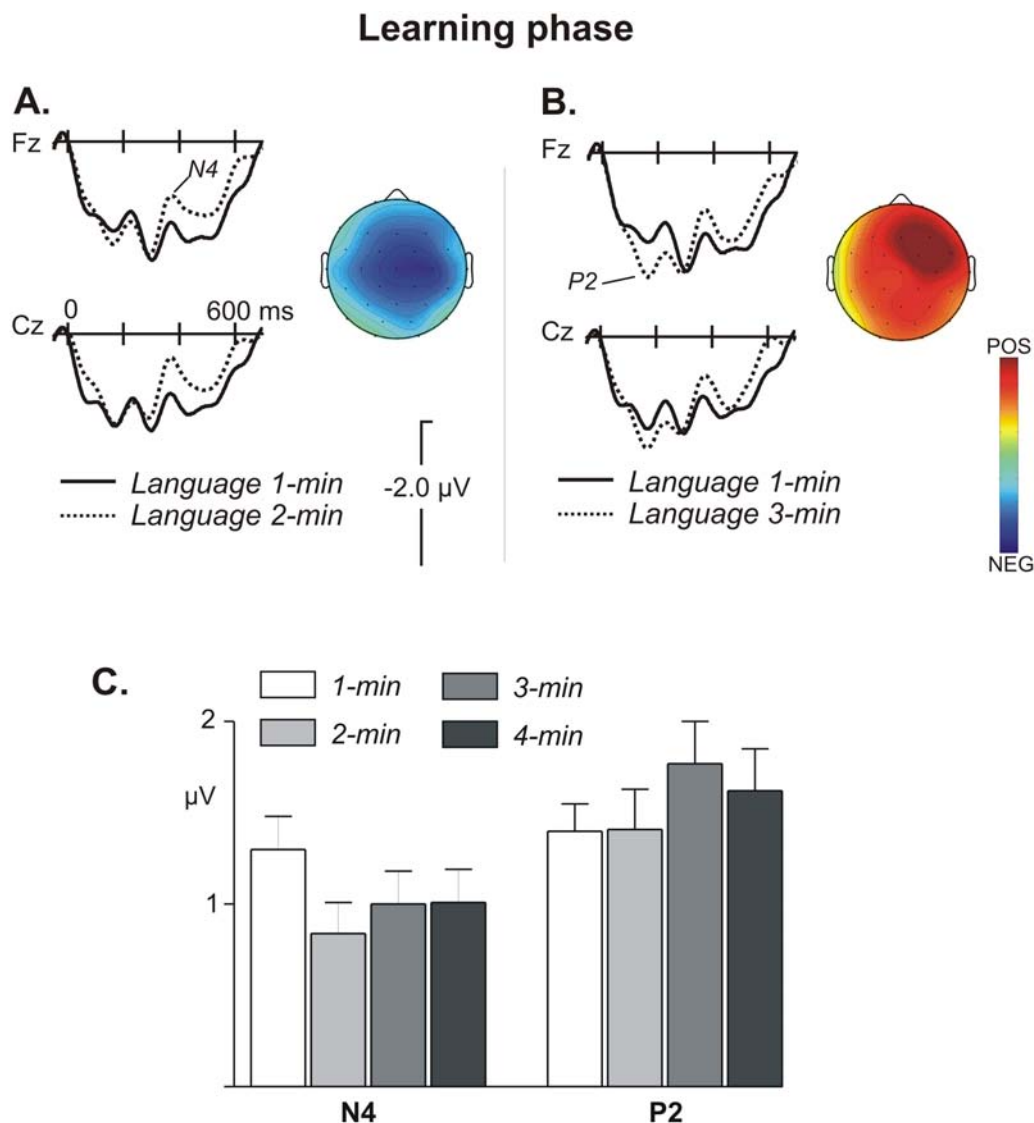 Learning phase
A.
Fz
N4
Cz
0
600 ms
-2.0 µV
Language 1-min
Language 2-min
B.
Fz
P2
Cz
Language 1-min
Language 3-min
POS
NEG
C.
1-min
2-min
3-min
4-min
2
µV
1
N4
P2